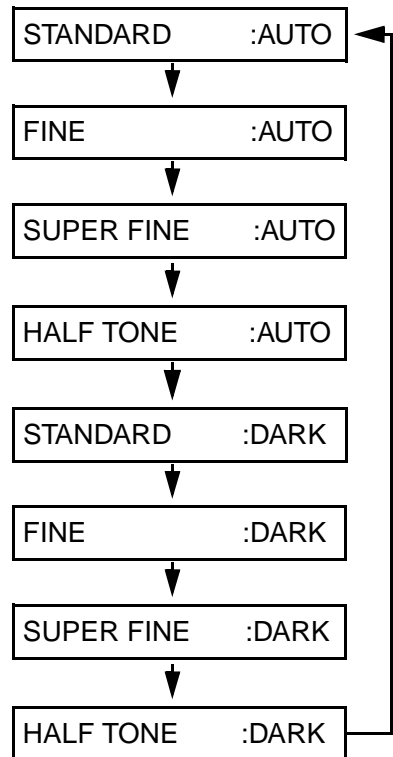 STANDARD :AUTO
FINE :AUTO
SUPER FINE :AUTO
HALF TONE :AUTO
STANDARD :DARK
FINE :DARK
SUPER FINE :DARK
HALF TONE :DARK